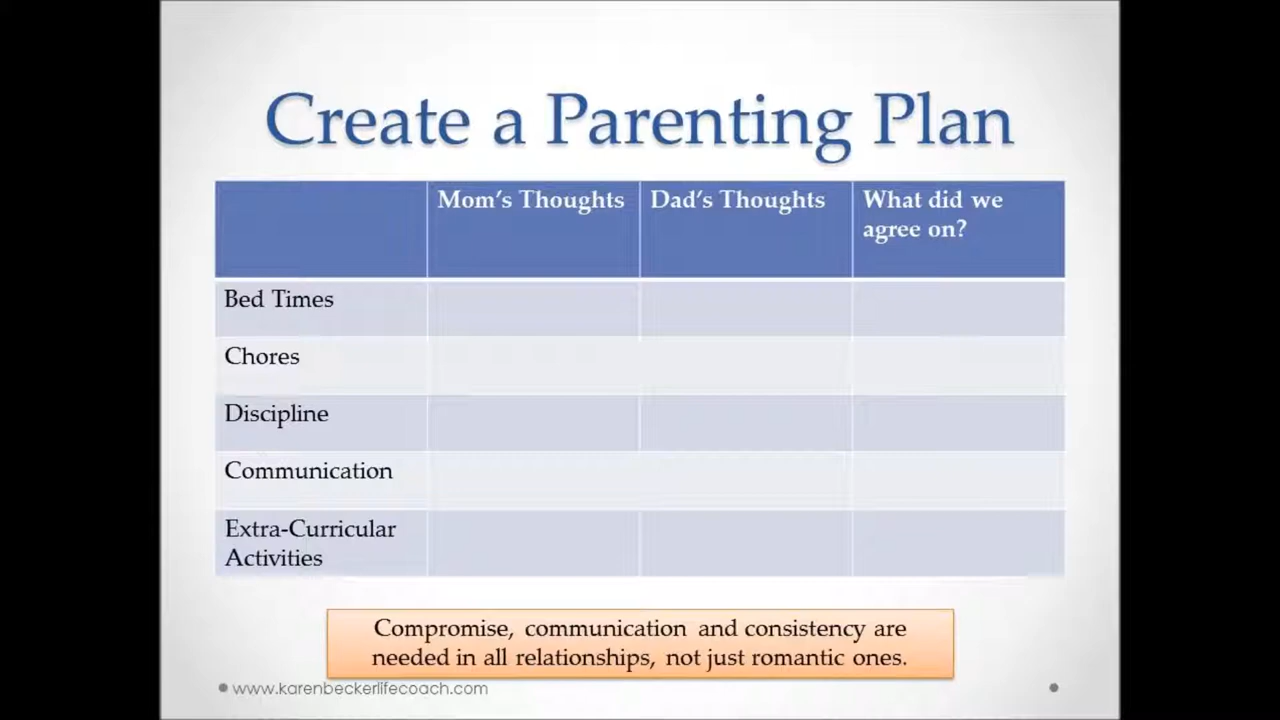 Create a Parenting Plan
Mom's Thoughts
Dad's Thoughts
What did we
agree on?
Bed Times
Chores
Discipline
Communication
Extra-Curricular
Activities
Compromise, communication and consistency are
needed in all relationships, not just romantic ones.
www.karenbeckerlifecoach.com